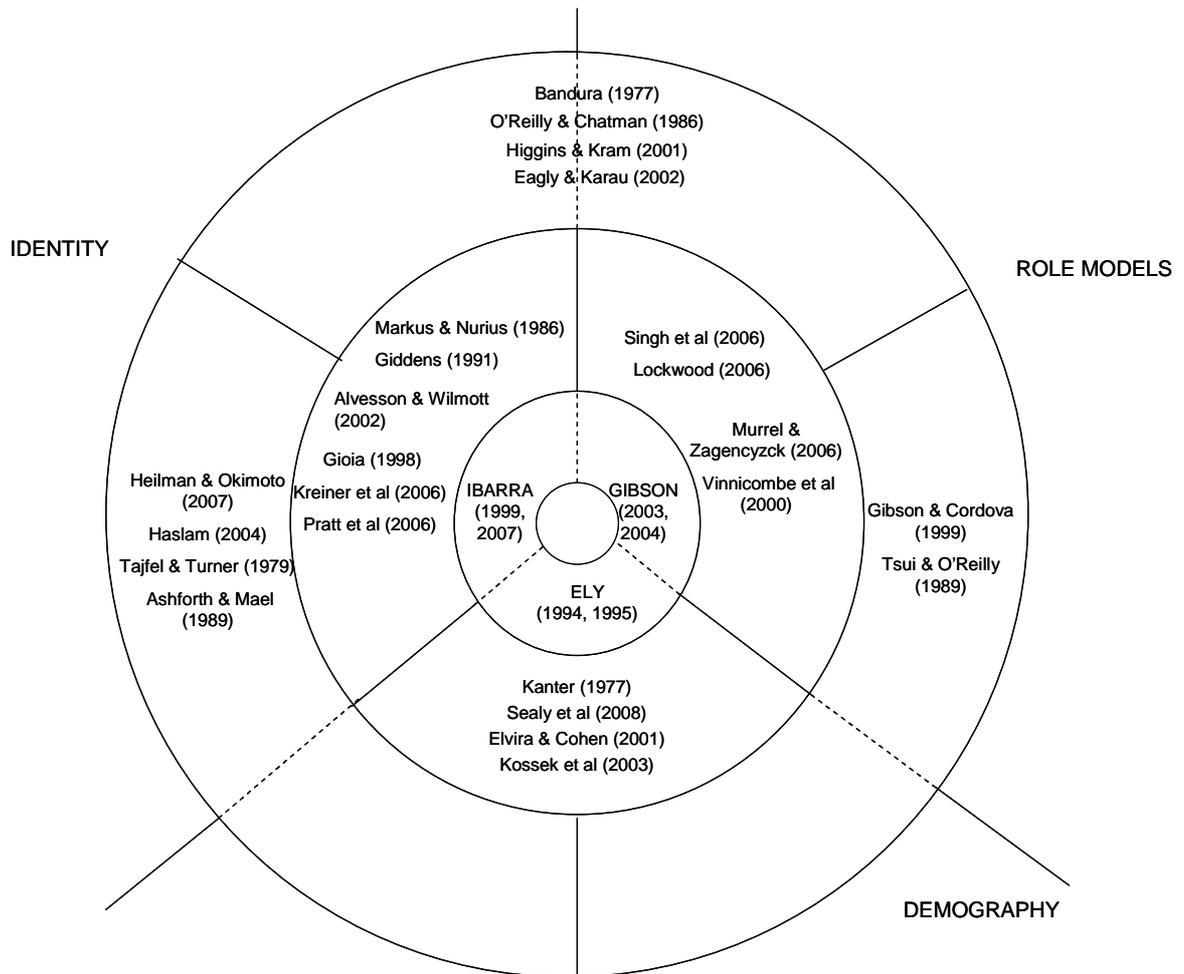 Bandura (1977)
O'Reilly & Chatman (1986)
Higgins & Kram (2001)
Eagly & Karau (2002)
IDENTITY
ROLE MODELS
Markus & Nurius (1986)
Giddens (1991)
Alvesson & Wilmott
(2002)
Gioia (1998)
Kreiner et al (2006)
Pratt et al (2006)
Singh et al (2006)
Lockwood (2006)
Murrel &
Zagencyzck (2006)
Vinnicombe et al
(2000)
Heilman & Okimoto
(2007)
Haslam (2004)
Tajfel & Turner (1979)
Ashforth & Mael
(1989)
IBARRA
(1999,
2007)
GIBSON
(2003,
2004)
ELY
(1994, 1995)
Gibson & Cordova
(1999)
Tsui & O'Reilly
(1989)
Kanter (1977)
Sealy et al (2008)
Elvira & Cohen (2001)
Kossek et al (2003)
DEMOGRAPHY